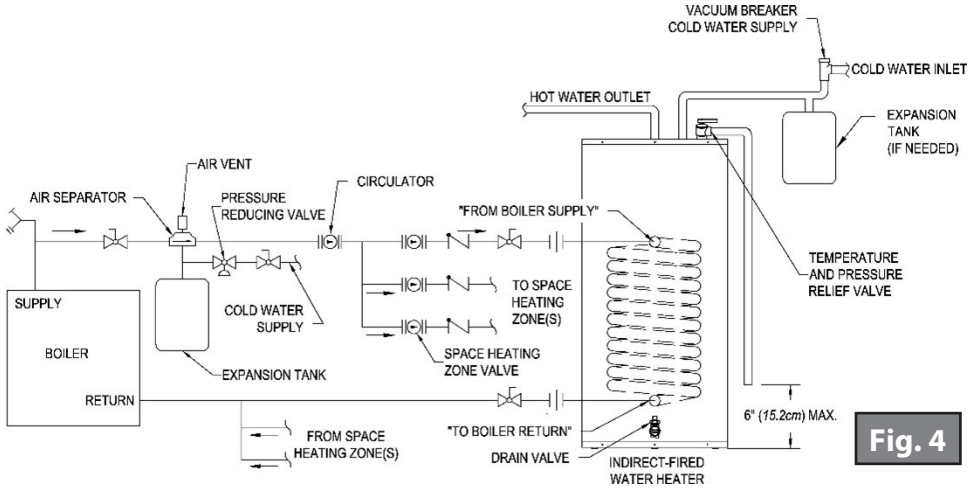 VACUUM BREAKER
COLD WATER SUPPLY
COLD WATER INLET
HOT WATER OUTLET
EXPANSION
TANK
(IF NEEDED)
AIR VENT
AIR SEPARATOR
PRESSURE
REDUCING VALVE
CIRCULATOR
"FROM BOILER SUPPLY"
TEMPERATURE
AND PRESSURE
RELIEF VALVE
SUPPLY
BOILER
RETURN
COLD WATER
SUPPLY
TO SPACE
HEATING
ZONE(S)
EXPANSION TANK
SPACE HEATING
ZONE VALVE
6" (15.2cm) MAX.
"TO BOILER RETURN"
FROM SPACE
HEATING ZONE(S)
DRAIN VALVE
INDIRECT-FIRED
WATER HEATER
Fig. 4